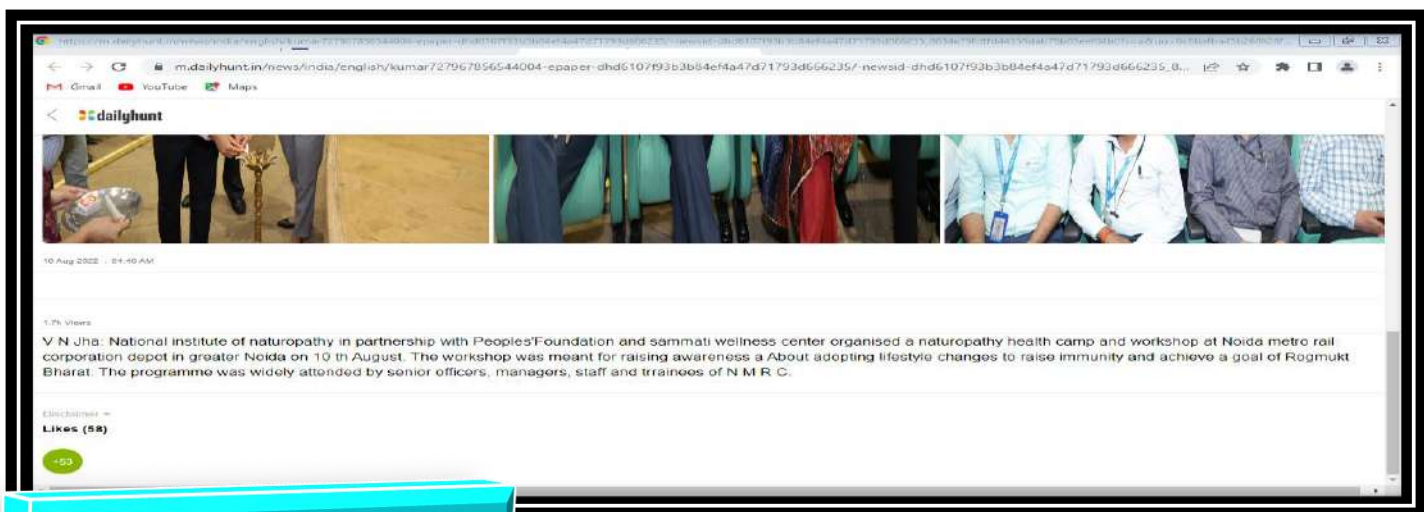 m.dailyhunt.in/news/india/english/kumar727967856544004-epaper-dhd6107f93b3b84ef4a47d71793d666235/-newsid-dhd6107f93b3b84ef4a47d71793d666235_8...
Gmail YouTube Maps
dailyhunt
10 Aug 2022
1.7k Views
V N Jha: National institute of naturopathy in partnership with Peoples'Foundation and sammati wellness center organised a naturopathy health camp and workshop at Noida metro rail
corporation depot in greater Noida on 10 th August. The workshop was meant for raising awareness a About adopting lifestyle changes to raise immunity and achieve a goal of Rogmukt
Bharat. The programme was widely attended by senior officers, managers, staff and trrainees of N M R C.
Disclaimer
Likes (58)
+53